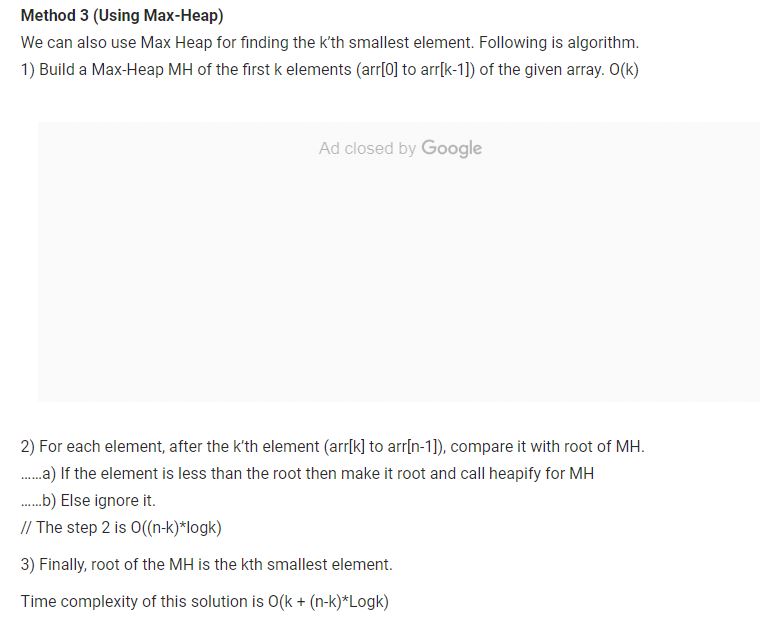 Method 3 (Using Max-Heap)
We can also use Max Heap for finding the k’th smallest element. Following is algorithm.
1) Build a Max-Heap MH of the first k elements (arr[0] to arr[k-1]) of the given array. O(k)
Ad closed by Google
2) For each element, after the k’th element (arr[k] to arr[n-1]), compare it with root of MH.
……a) If the element is less than the root then make it root and call heapify for MH
……b) Else ignore it.
// The step 2 is O((n-k)*logk)
3) Finally, root of the MH is the kth smallest element.
Time complexity of this solution is O(k + (n-k)*Logk)